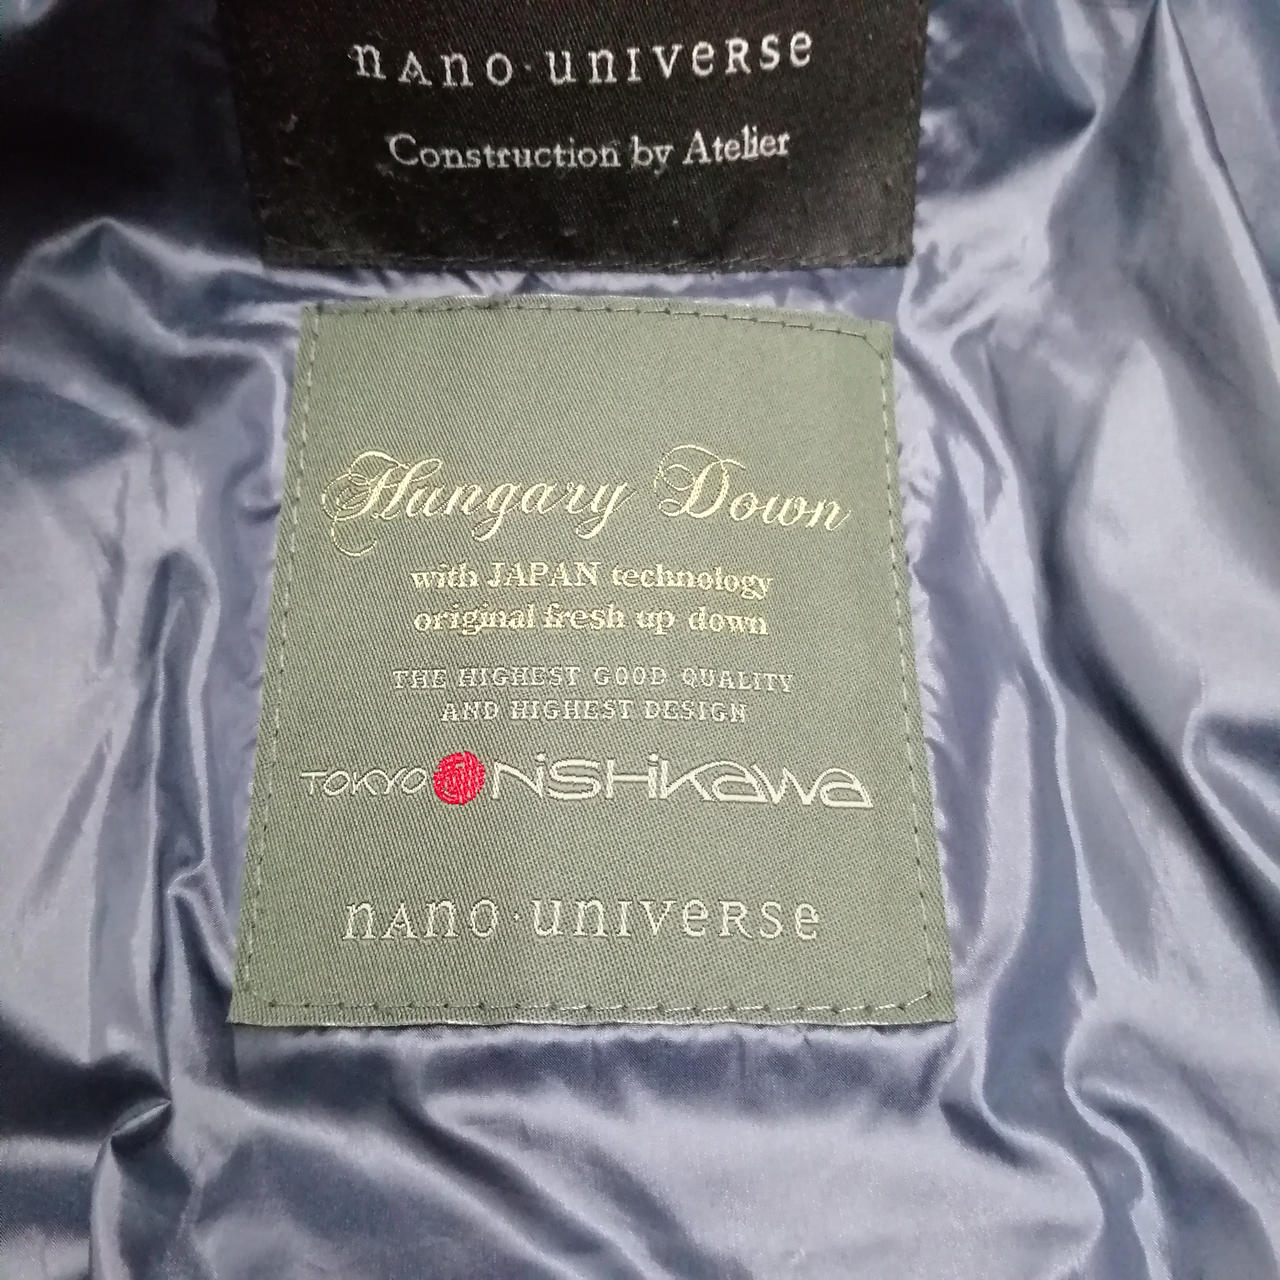 nano·universe
Construction by Atelier
Hungary Down
with JAPAN technology
original fresh up down
THE HIGHEST GOOD QUALITY
AND HIGHEST DESIGN
TOKYO NiSHiKaWa
nano·universe